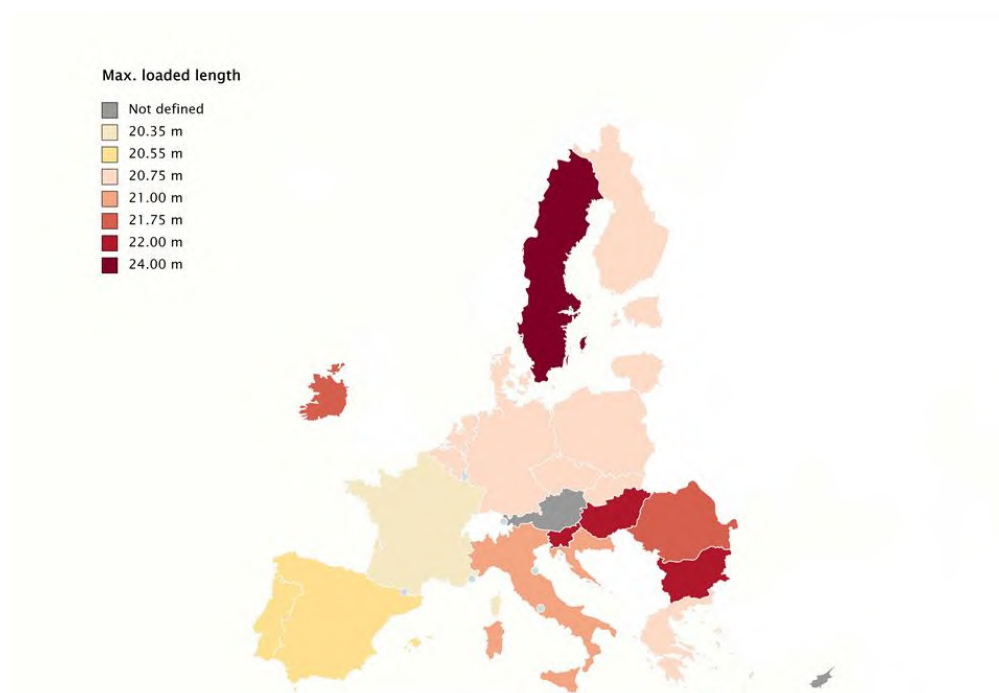 Max. loaded length
Not defined
20.35 m
20.55 m
20.75 m
21.00 m
21.75 m
22.00 m
24.00 m